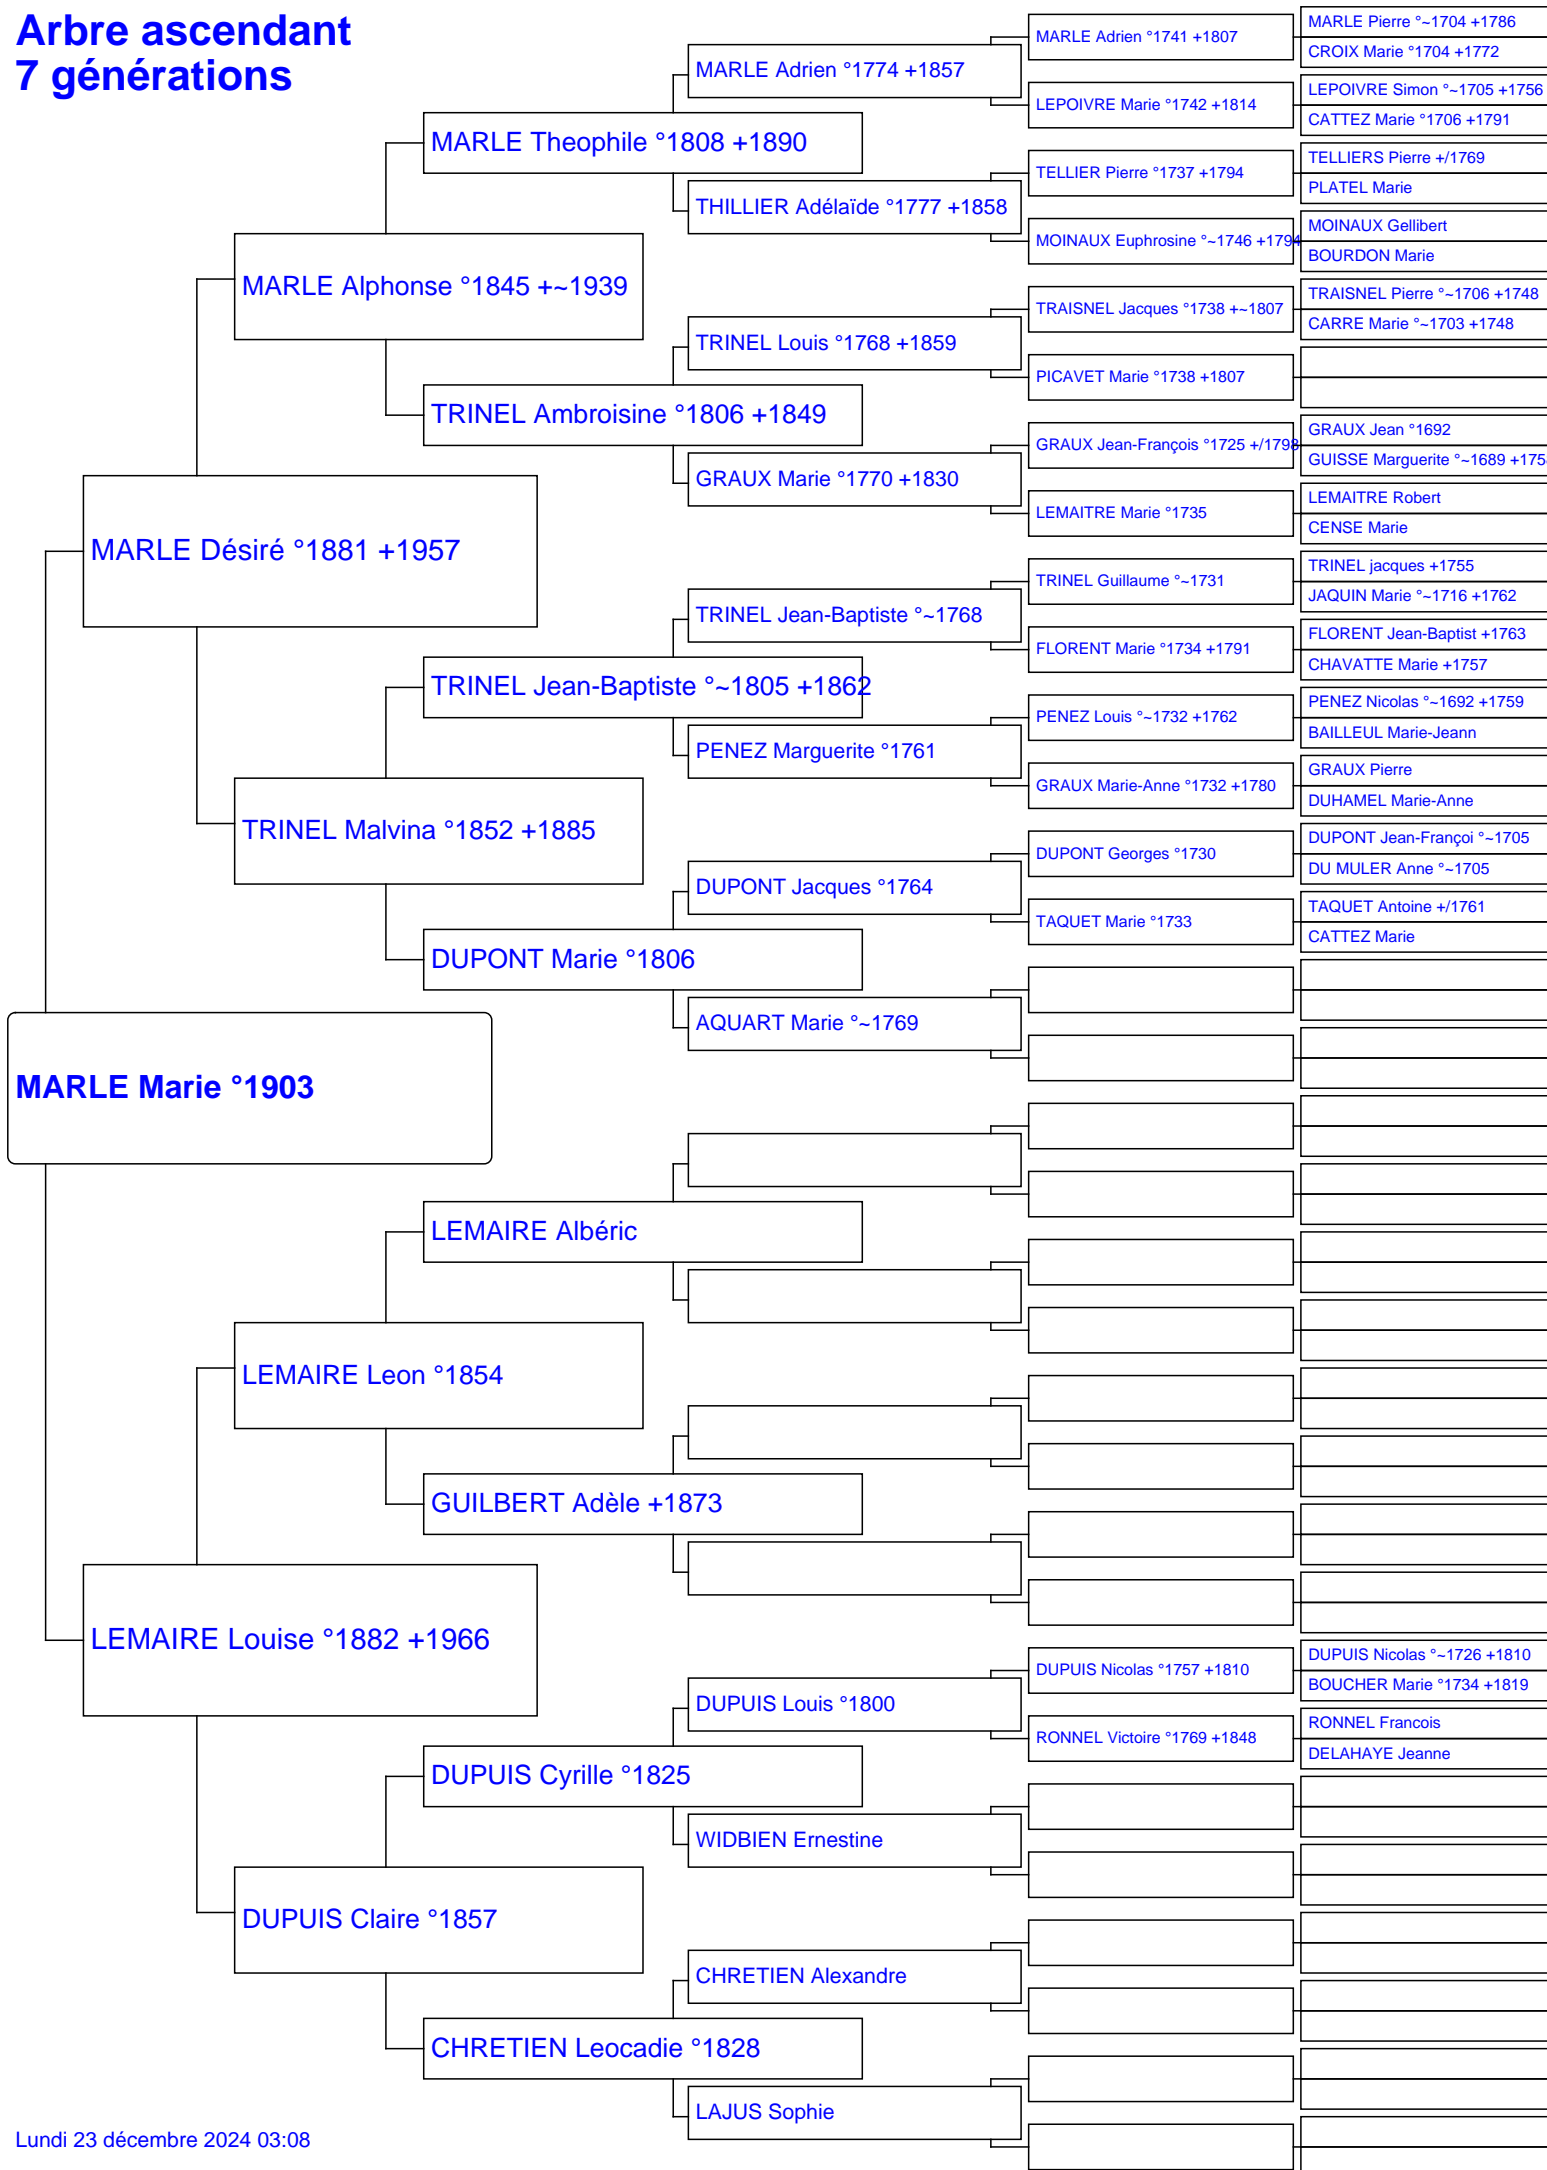 Arbre ascendant
7 générations
MARLE Marie °1903
MARLE Désiré °1881 +1957
LEMAIRE Louise °1882 +1966
MARLE Alphonse °1845 +~1939
TRINEL Malvina °1852 +1885
LEMAIRE Leon °1854
DUPUIS Claire °1857
MARLE Theophile °1808 +1890
TRINEL Ambroisine °1806 +1849
TRINEL Jean-Baptiste °~1805 +1862
DUPONT Marie °1806
LEMAIRE Albéric
GUILBERT Adèle +1873
DUPUIS Cyrille °1825
CHRETIEN Leocadie °1828
MARLE Adrien °1774 +1857
THILLIER Adélaïde °1777 +1858
TRINEL Louis °1768 +1859
GRAUX Marie °1770 +1830
TRINEL Jean-Baptiste °~1768
PENEZ Marguerite °1761
DUPONT Jacques °1764
AQUART Marie °~1769
DUPUIS Louis °1800
WIDBIEN Ernestine
CHRETIEN Alexandre
LAJUS Sophie
MARLE Adrien °1741 +1807
LEPOIVRE Marie °1742 +1814
TELLIER Pierre °1737 +1794
MOINAUX Euphrosine °~1746 +1794
TRAISNEL Jacques °1738 +~1807
PICAVET Marie °1738 +1807
GRAUX Jean-François °1725 +/1798
LEMAITRE Marie °1735
TRINEL Guillaume °~1731
FLORENT Marie °1734 +1791
PENEZ Louis °~1732 +1762
GRAUX Marie-Anne °1732 +1780
DUPONT Georges °1730
TAQUET Marie °1733
DUPUIS Nicolas °1757 +1810
RONNEL Victoire °1769 +1848
MARLE Pierre °~1704 +1786
CROIX Marie °1704 +1772
LEPOIVRE Simon °~1705 +1756
CATTEZ Marie °1706 +1791
TELLIERS Pierre +/1769
PLATEL Marie
MOINAUX Gellibert
BOURDON Marie
TRAISNEL Pierre °~1706 +1748
CARRE Marie °~1703 +1748
GRAUX Jean °1692
GUISSE Marguerite °~1689
LEMAITRE Robert
CENSE Marie
TRINEL jacques +1755
JAQUIN Marie °~1716 +1762
FLORENT Jean-Baptist +1763
CHAVATTE Marie +1757
PENEZ Nicolas °~1692 +1759
BAILLEUL Marie-Jeann
GRAUX Pierre
DUHAMEL Marie-Anne
DUPONT Jean-Françoi °~1705
DU MULER Anne °~1705
TAQUET Antoine +/1761
CATTEZ Marie
DUPUIS Nicolas °~1726 +1810
BOUCHER Marie °1734 +1819
RONNEL Francois
DELAHAYE Jeanne
Lundi 23 décembre 2024 03:08